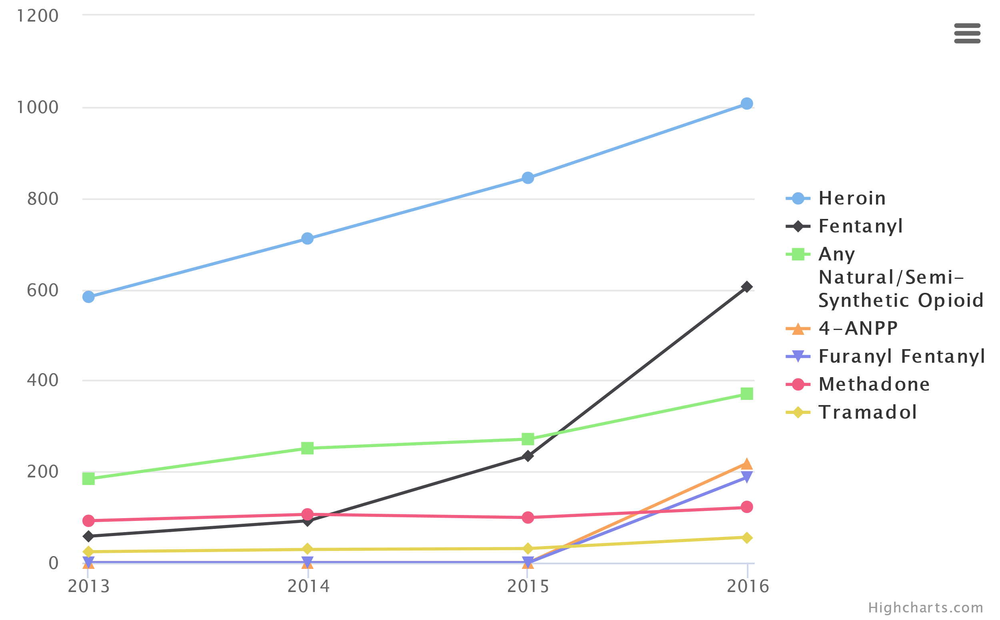 1200
1000
800
600
400
200
0
2013 2014 2015 2016
Heroin
Fentanyl
Any
Natural/Semi-
Synthetic Opioid
4-ANPP
Furanyl Fentanyl
Methadone
Tramadol
Highcharts.com